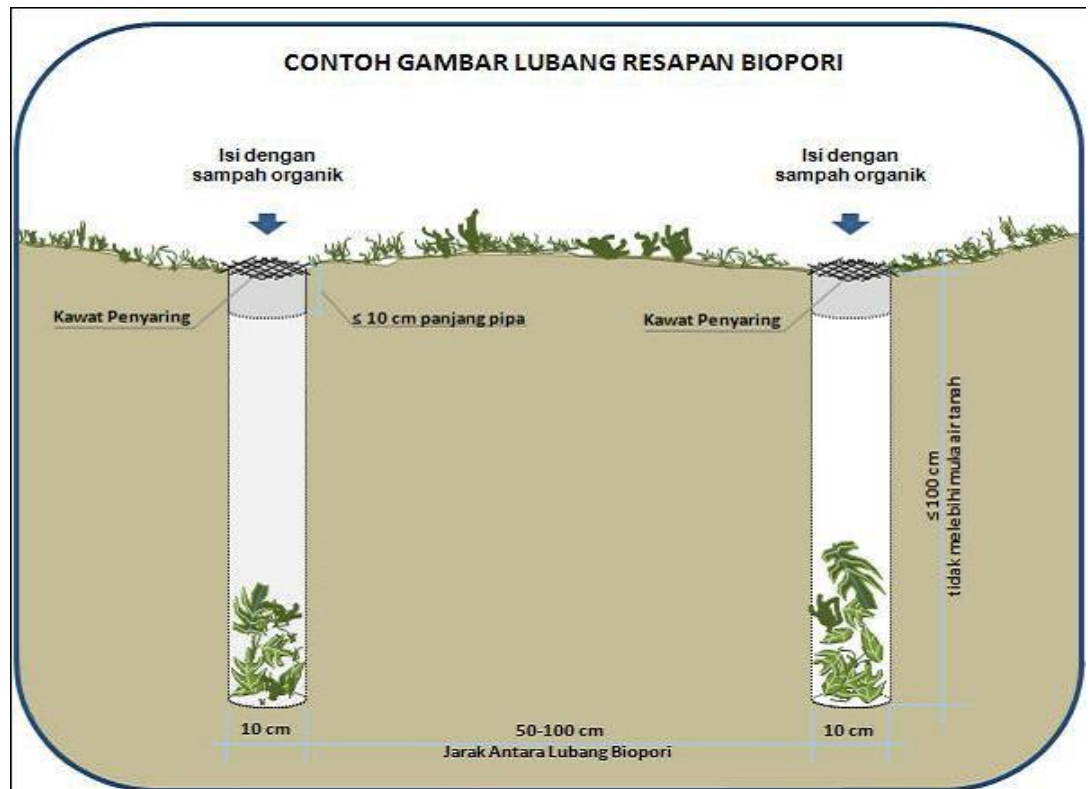 CONTOH GAMBAR LUBANG RESAPAN BIOPORI
Isi dengan
sampah organik
Isi dengan
sampah organik
Kawat Penyaring
≤ 10 cm panjang pipa
Kawat Penyaring
≤100 cm
tidak melebihi muka air tanah
10 cm
50-100 cm
10 cm
Jarak Antara Lubang Biopori